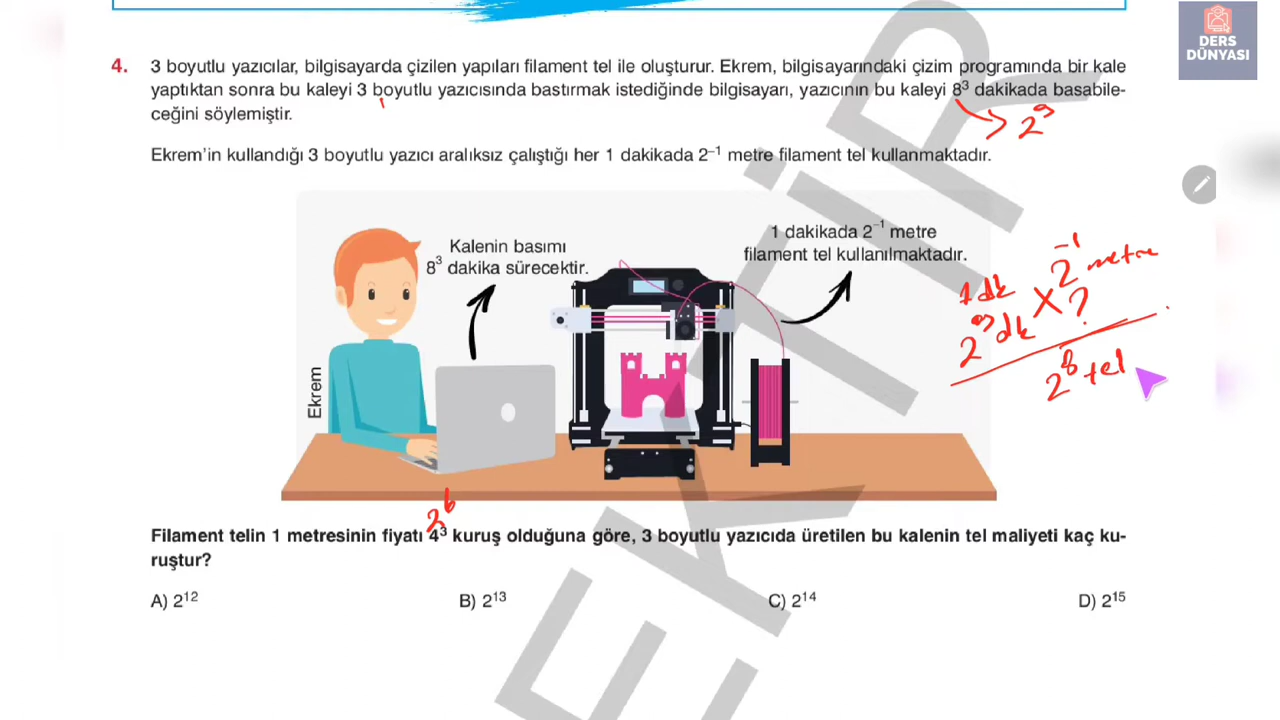 DERS
DÜNYASI
4. 3 boyutlu yazıcılar, bilgisayarda çizilen yapıları filament tel ile oluşturur. Ekrem, bilgisayarındaki çizim programında bir kale
yaptıktan sonra bu kaleyi 3 boyutlu yazıcısında bastırmak istediğinde bilgisayarı, yazıcının bu kaleyi 8³ dakikada basabile-
ceğini söylemiştir.
2⁹
Ekrem'in kullandığı 3 boyutlu yazıcı aralıksız çalıştığı her 1 dakikada 2⁻¹ metre filament tel kullanmaktadır.
Kalenin basımı
8³ dakika sürecektir.
1 dakikada 2⁻¹ metre
filament tel kullanılmaktadır.
1 dk 2⁻¹ metre
2⁹ dk X ?
2⁸ tel
Ekrem
2⁶
Filament telin 1 metresinin fiyatı 4³ kuruş olduğuna göre, 3 boyutlu yazıcıda üretilen bu kalenin tel maliyeti kaç ku-
ruştur?
A) 2¹² B) 2¹³ C) 2¹⁴ D) 2¹⁵
EKTİR